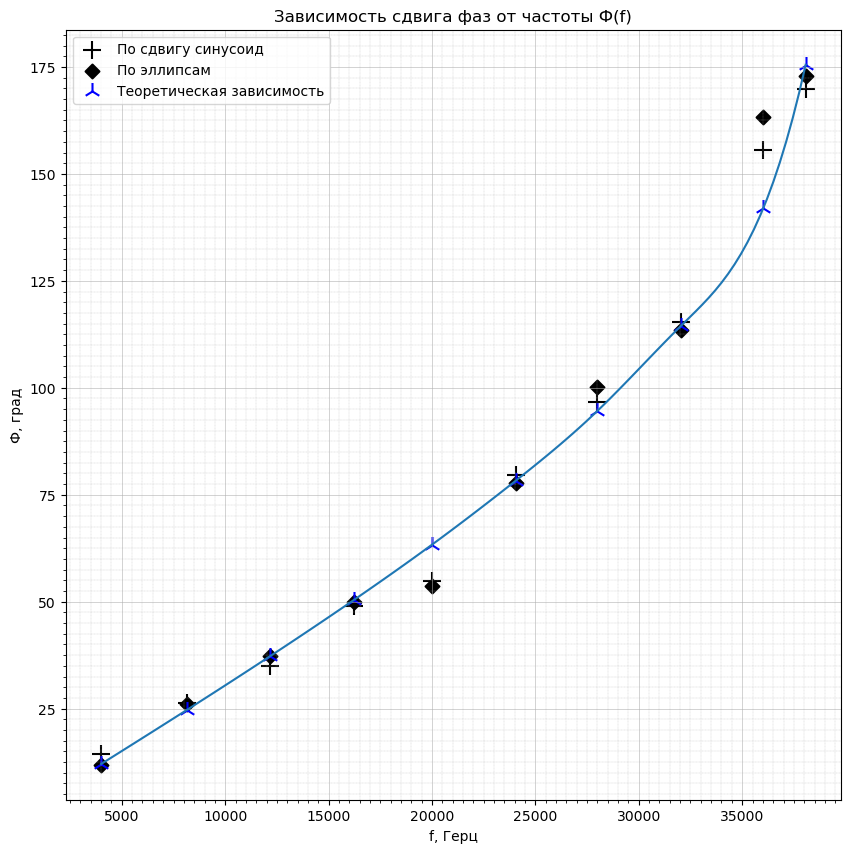 Зависимость сдвига фаз от частоты Φ(f)
По сдвигу синусоид
По эллипсам
Теоретическая зависимость
175
150
125
100
75
50
25
Φ, град
5000 10000 15000 20000 25000 30000 35000
f, Герц